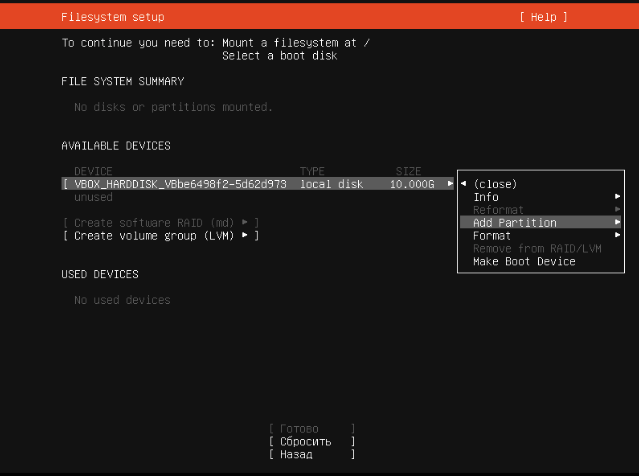 Filesystem setup [ Help ]
To continue you need to: Mount a filesystem at /
Select a boot disk
FILE SYSTEM SUMMARY
No disks or partitions mounted.
AVAILABLE DEVICES
DEVICE TYPE SIZE
[ VBOX_HARDDISK_VBbe6498f2-5d62d973 local disk 10.000G ►
unused
[ Create software RAID (md) ► ]
[ Create volume group (LVM) ► ]
◄ (close)
Info ►
Reformat ►
Add Partition ►
Format ►
Remove from RAID/LVM
Make Boot Device
USED DEVICES
No used devices
[ Готово ]
[ Сбросить ]
[ Назад ]